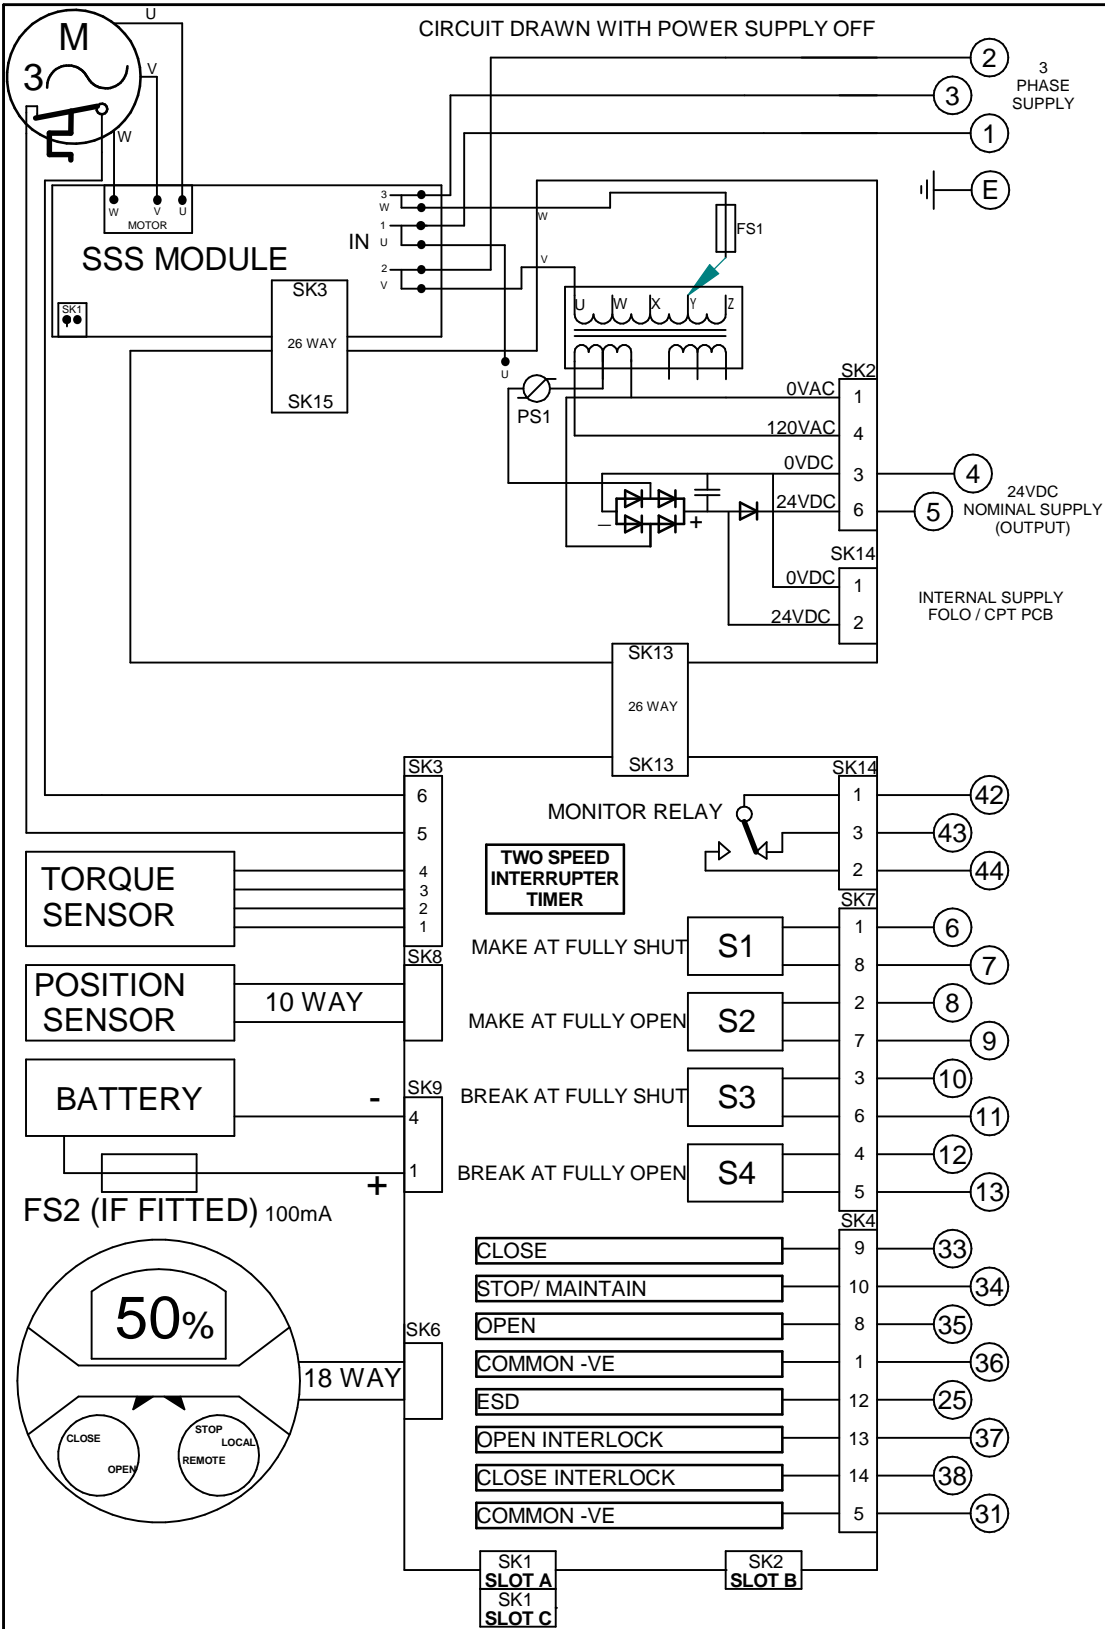 CIRCUIT DRAWN WITH POWER SUPPLY OFF
U
M
3
V
W
2
3
1
E
3
PHASE
SUPPLY
W V U
MOTOR
SSS MODULE
IN
3
W
1
U
2
V
W
V
U
FS1
U W X Y Z
SK1
SK3
26 WAY
SK15
PS1
SK2
0VAC 1
120VAC 4
0VDC 3
24VDC 6
4
5
24VDC
NOMINAL SUPPLY
(OUTPUT)
– +
SK14
0VDC 1
24VDC 2
INTERNAL SUPPLY
FOLO / CPT PCB
SK13
26 WAY
SK13
SK3
6
5
4
3
2
1
TORQUE
SENSOR
MONITOR RELAY
TWO SPEED
INTERRUPTER
TIMER
SK14
1 42
3 43
2 44
SK7
MAKE AT FULLY SHUT S1 1 6
8 7
MAKE AT FULLY OPEN S2 2 8
7 9
BREAK AT FULLY SHUT S3 3 10
6 11
BREAK AT FULLY OPEN S4 4 12
5 13
SK8
POSITION
SENSOR
10 WAY
SK9
BATTERY - 4
+ 1
FS2 (IF FITTED) 100mA
50%
CLOSE
OPEN
STOP
LOCAL
REMOTE
18 WAY
SK6
SK4
CLOSE 9 33
STOP/ MAINTAIN 10 34
OPEN 8 35
COMMON -VE 1 36
ESD 12 25
OPEN INTERLOCK 13 37
CLOSE INTERLOCK 14 38
COMMON -VE 5 31
SK1
SLOT A
SK1
SLOT C
SK2
SLOT B